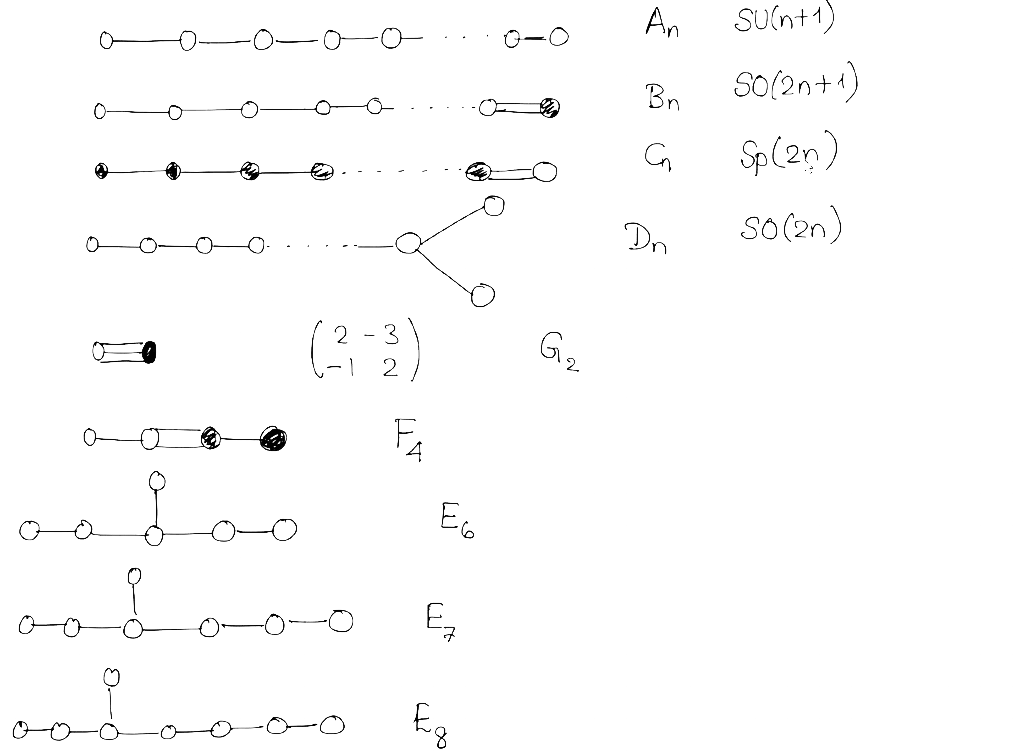 Aₙ SU(n+1)
Bₙ SO(2n+1)
Cₙ Sp(2n)
Dₙ SO(2n)
( 2 -3
-1 2 ) G₂
F₄
E₆
E₇
E₈